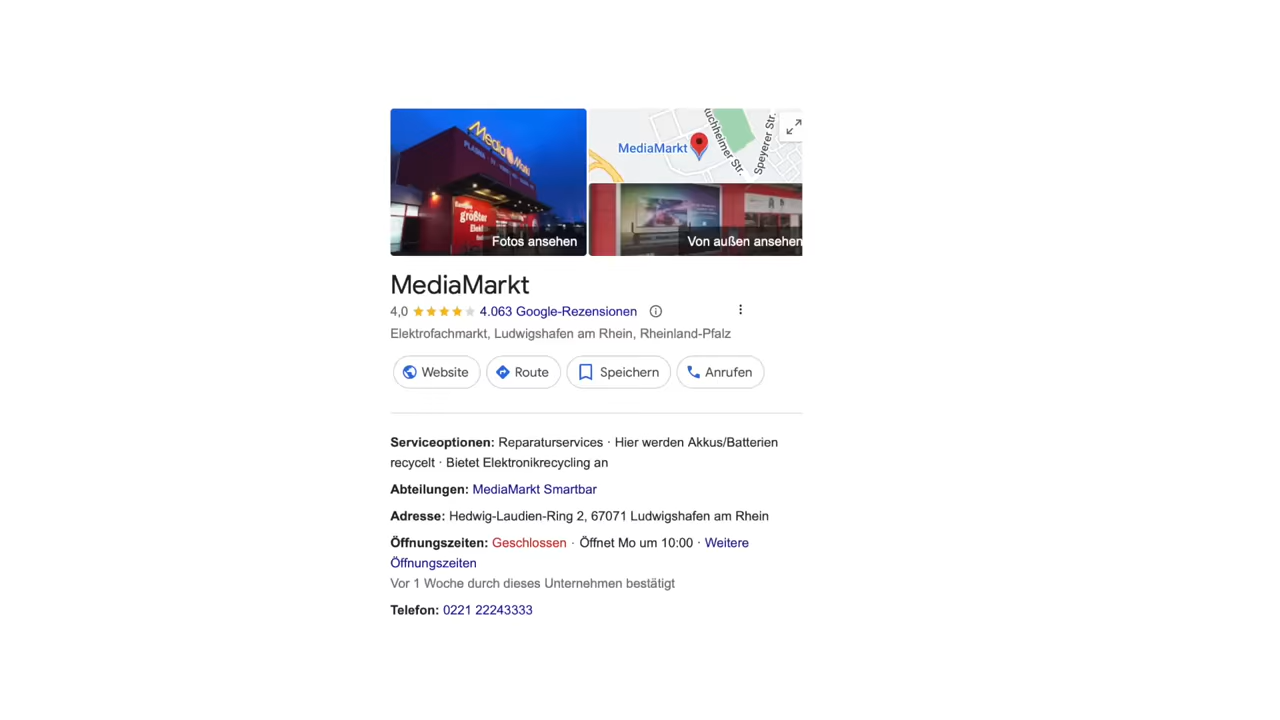 Media Markt
größter
Fotos ansehen
MediaMarkt
Speyerer Str.
Von außen ansehen
MediaMarkt
4,0 4.063 Google-Rezensionen
Elektrofachmarkt, Ludwigshafen am Rhein, Rheinland-Pfalz
Website Route Speichern Anrufen
Serviceoptionen: Reparaturservices · Hier werden Akkus/Batterien
recycelt · Bietet Elektronikrecycling an
Abteilungen: MediaMarkt Smartbar
Adresse: Hedwig-Laudien-Ring 2, 67071 Ludwigshafen am Rhein
Öffnungszeiten: Geschlossen · Öffnet Mo um 10:00 · Weitere
Öffnungszeiten
Vor 1 Woche durch dieses Unternehmen bestätigt
Telefon: 0221 22243333